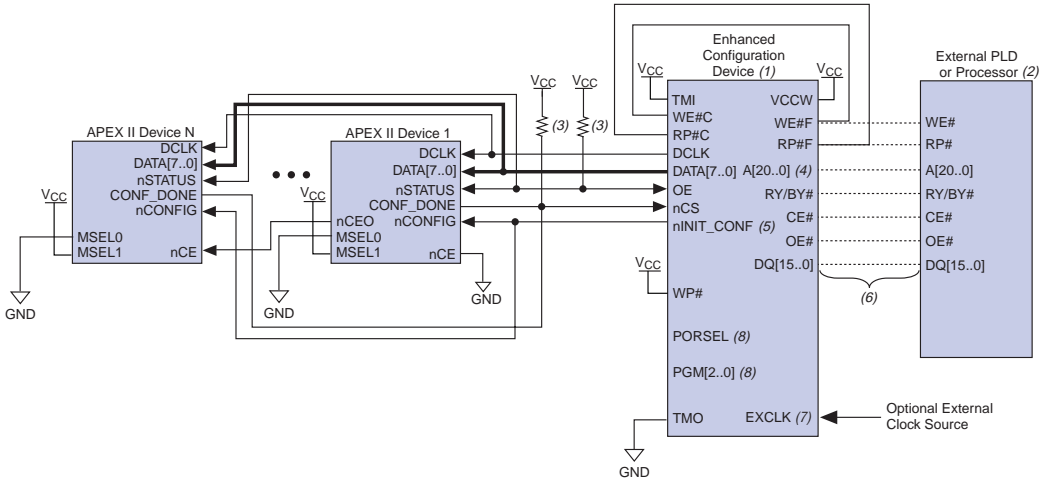 Enhanced
Configuration
Device (1)
External PLD
or Processor (2)
VCC
VCC
VCC
VCC
TMI
VCCW
WE#C
WE#F
WE#
RP#C
RP#F
RP#
DCLK
DATA[7..0]
A[20..0] (4)
A[20..0]
OE
RY/BY#
RY/BY#
nCS
CE#
CE#
nINIT_CONF (5)
OE#
OE#
DQ[15..0]
DQ[15..0]
(6)
VCC
WP#
PORSEL (8)
PGM[2..0] (8)
TMO
EXCLK (7)
Optional External
Clock Source
GND
(3)
(3)
APEX II Device N
DCLK
DATA[7..0]
nSTATUS
CONF_DONE
nCONFIG
VCC
MSEL0
MSEL1
nCE
GND
APEX II Device 1
DCLK
DATA[7..0]
nSTATUS
CONF_DONE
nCONFIG
VCC
nCEO
MSEL0
MSEL1
nCE
GND
GND